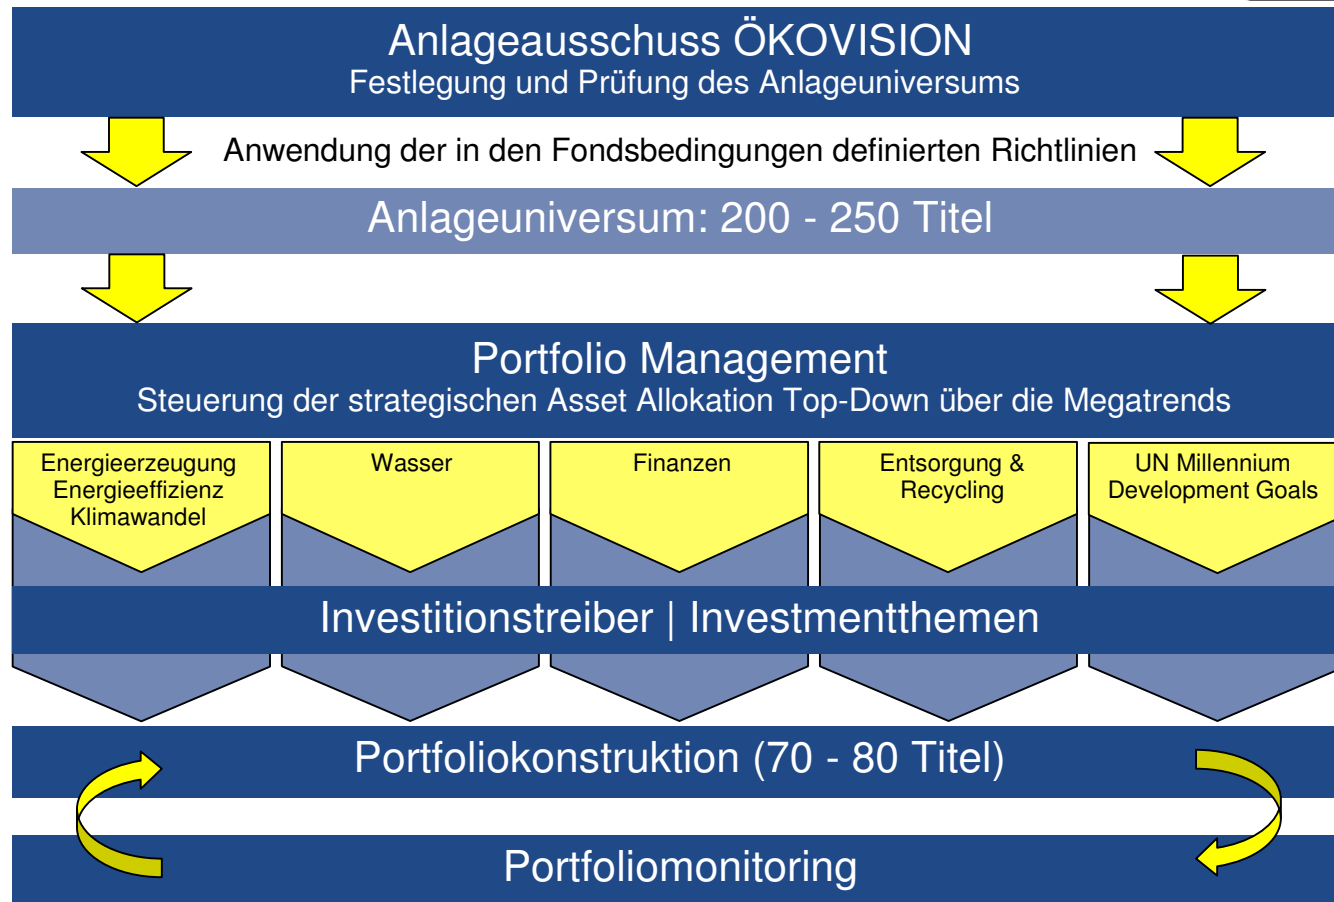 Anlageausschuss ÖKOVISION
Festlegung und Prüfung des Anlageuniversums
Anwendung der in den Fondsbedingungen definierten Richtlinien
Anlageuniversum: 200 - 250 Titel
Portfolio Management
Steuerung der strategischen Asset Allokation Top-Down über die Megatrends
Energieerzeugung
Energieeffizienz
Klimawandel
Wasser
Finanzen
Entsorgung &
Recycling
UN Millennium
Development Goals
Investitionstreiber | Investmentthemen
Portfoliokonstruktion (70 - 80 Titel)
Portfoliomonitoring